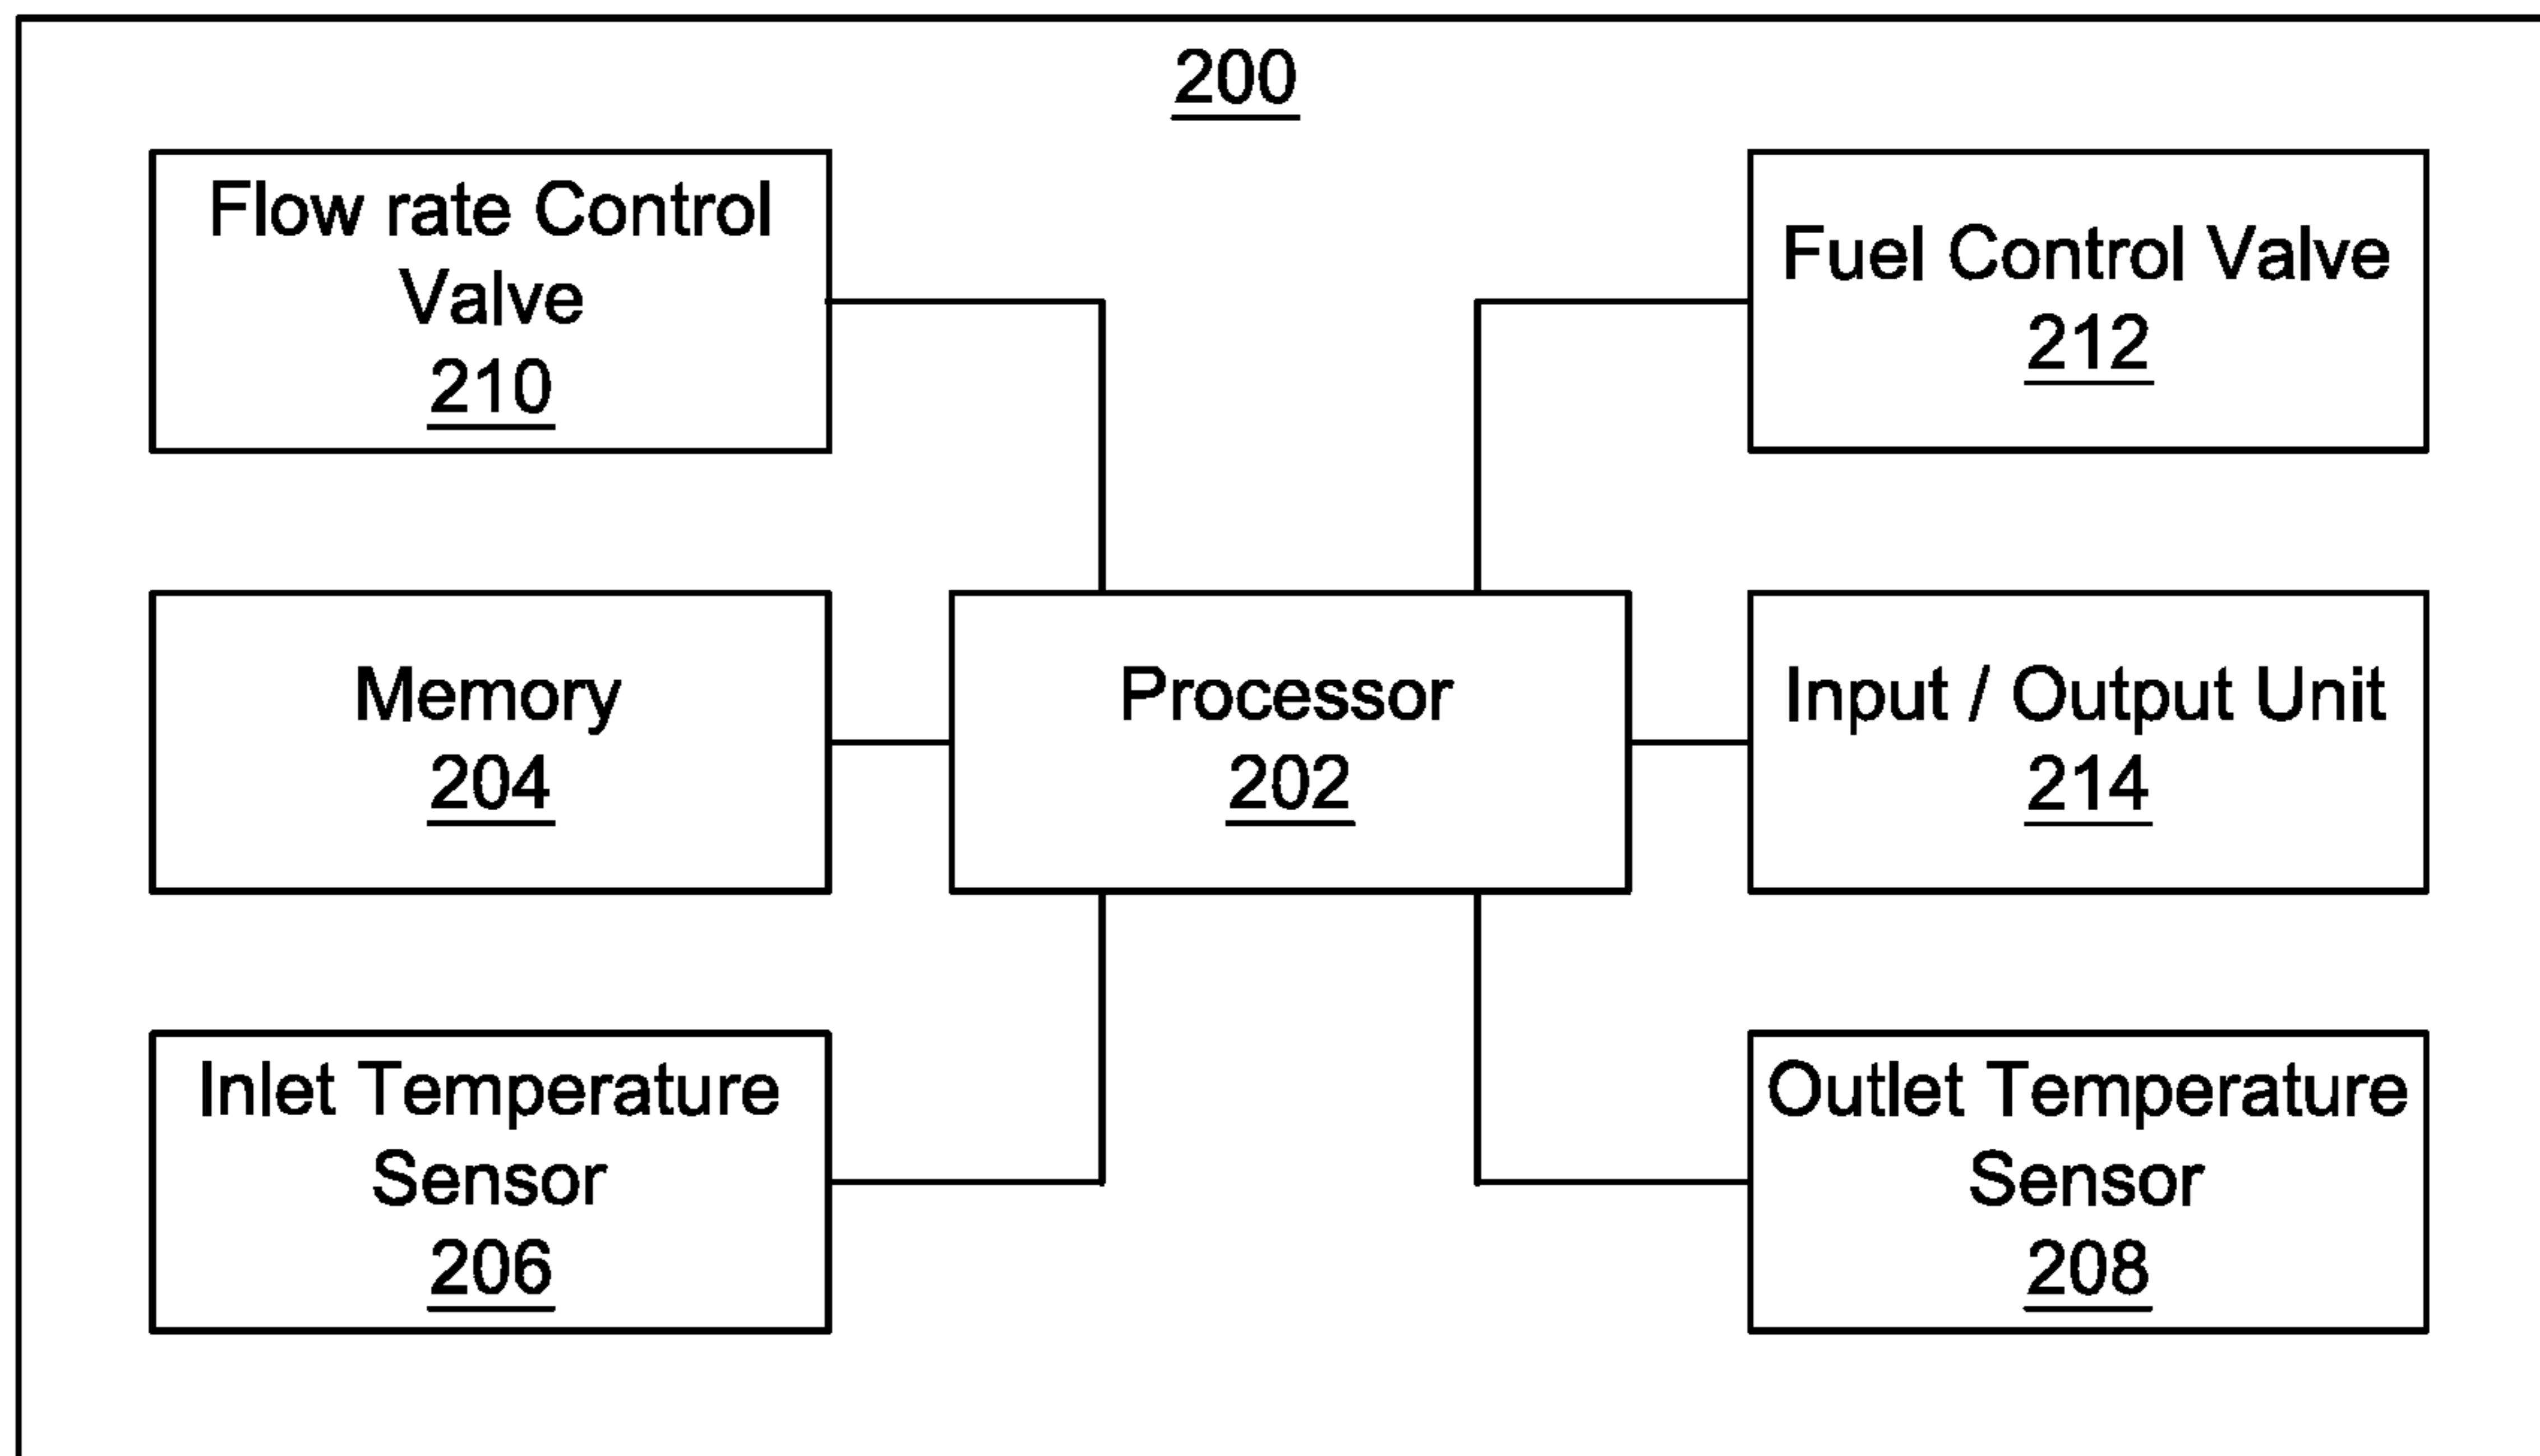 200
Flow rate Control
Valve
210
Fuel Control Valve
212
Memory
204
Processor
202
Input / Output Unit
214
Inlet Temperature
Sensor
206
Outlet Temperature
Sensor
208